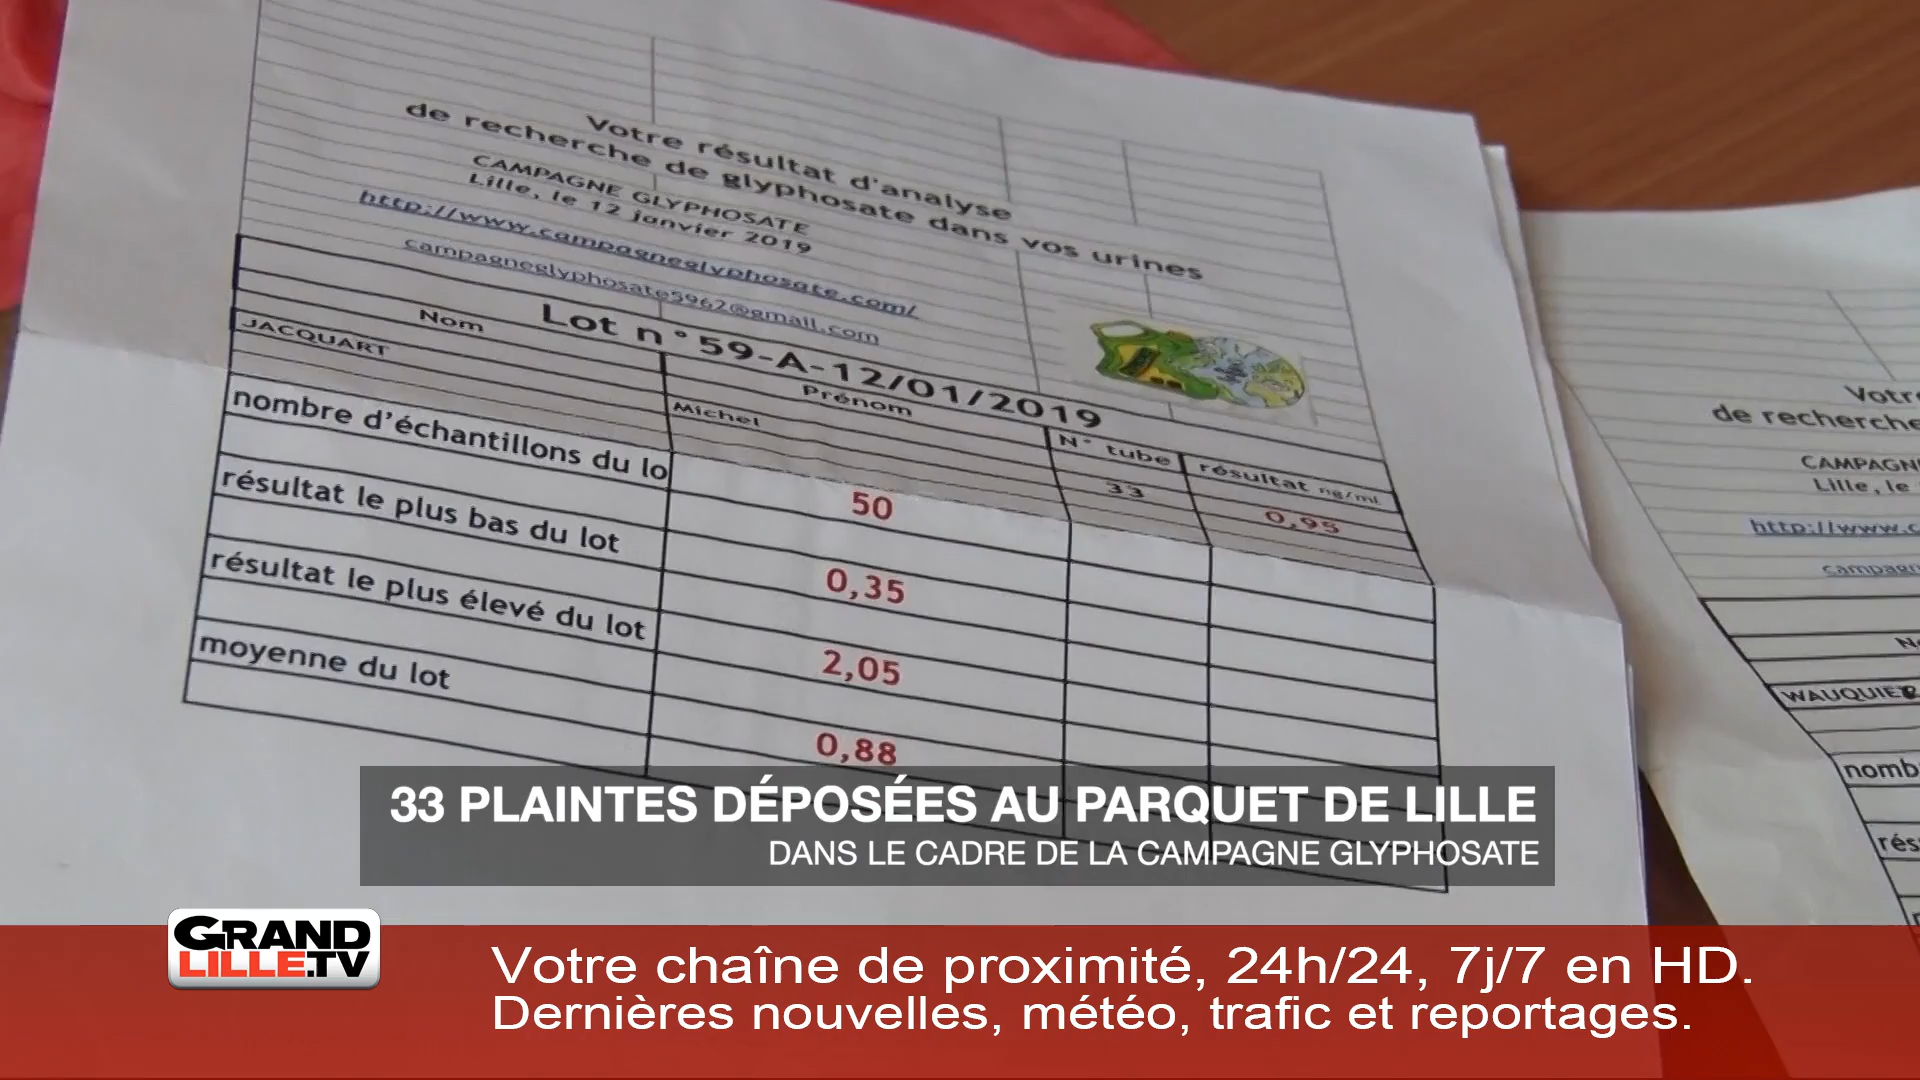 Votre résultat d'analyse
de recherche de glyphosate dans vos urines
CAMPAGNE GLYPHOSATE
Lille, le 12 janvier 2019
http://www.campagneglyphosate.com/
campagneglyphosate5962@gmail.com
Lot n°59-A-12/01/2019
Nom Prénom N° tube résultat ng/ml
JACQUART Michel 33 0,95
nombre d'échantillons du lo
50
résultat le plus bas du lot
0,35
résultat le plus élevé du lot
2,05
moyenne du lot
0,88
Votre
de recherche
CAMPAGN
Lille, le
http://www.c
campagn
No
WAUQUIER
nomb
rés
33 PLAINTES DÉPOSÉES AU PARQUET DE LILLE
DANS LE CADRE DE LA CAMPAGNE GLYPHOSATE
GRAND
LILLE.TV
Votre chaîne de proximité, 24h/24, 7j/7 en HD.
Dernières nouvelles, météo, trafic et reportages.